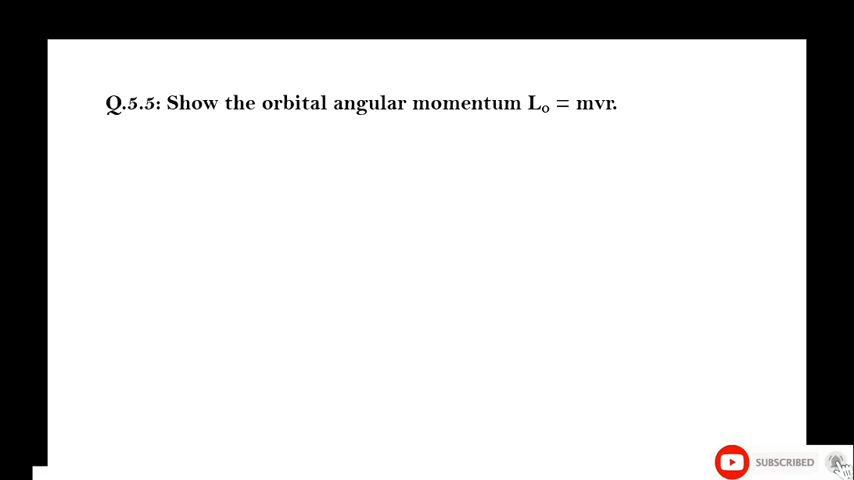 Q.5.5: Show the orbital angular momentum Lₒ = mvr.
SUBSCRIBED